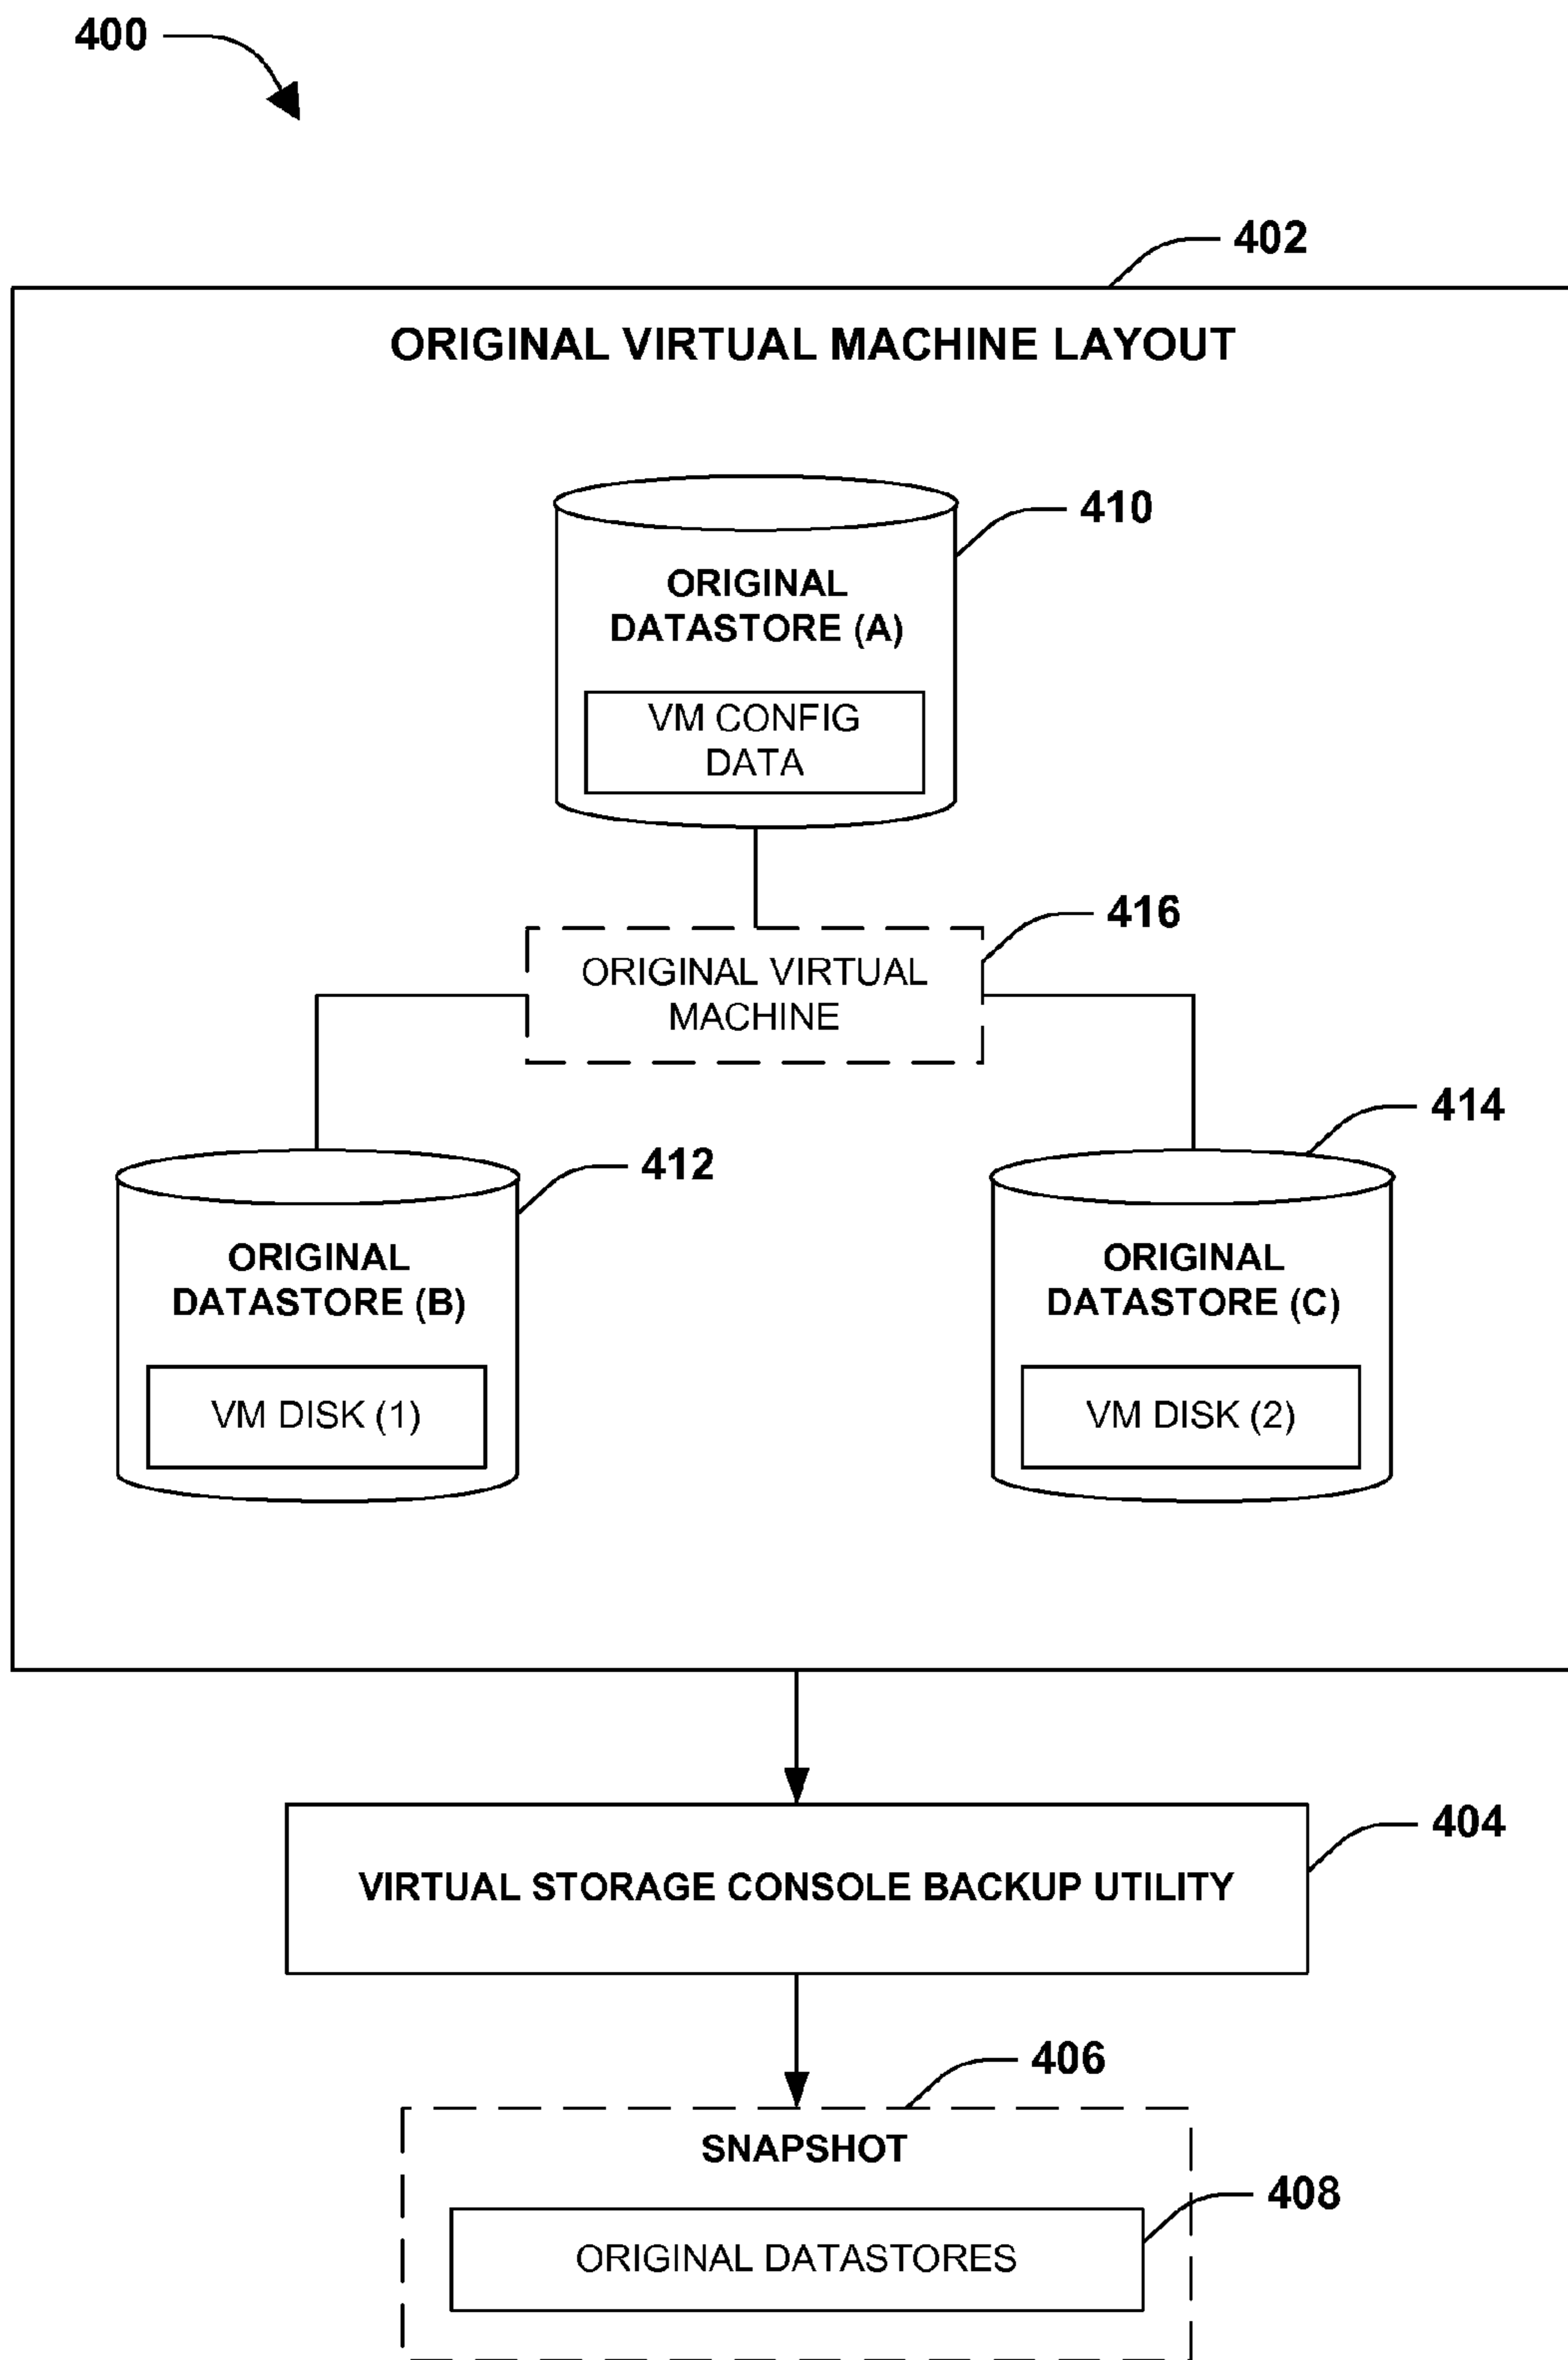 400
402
ORIGINAL VIRTUAL MACHINE LAYOUT
410
ORIGINAL
DATASTORE (A)
VM CONFIG
DATA
416
ORIGINAL VIRTUAL
MACHINE
414
412
ORIGINAL
DATASTORE (B)
VM DISK (1)
ORIGINAL
DATASTORE (C)
VM DISK (2)
404
VIRTUAL STORAGE CONSOLE BACKUP UTILITY
406
SNAPSHOT
408
ORIGINAL DATASTORES